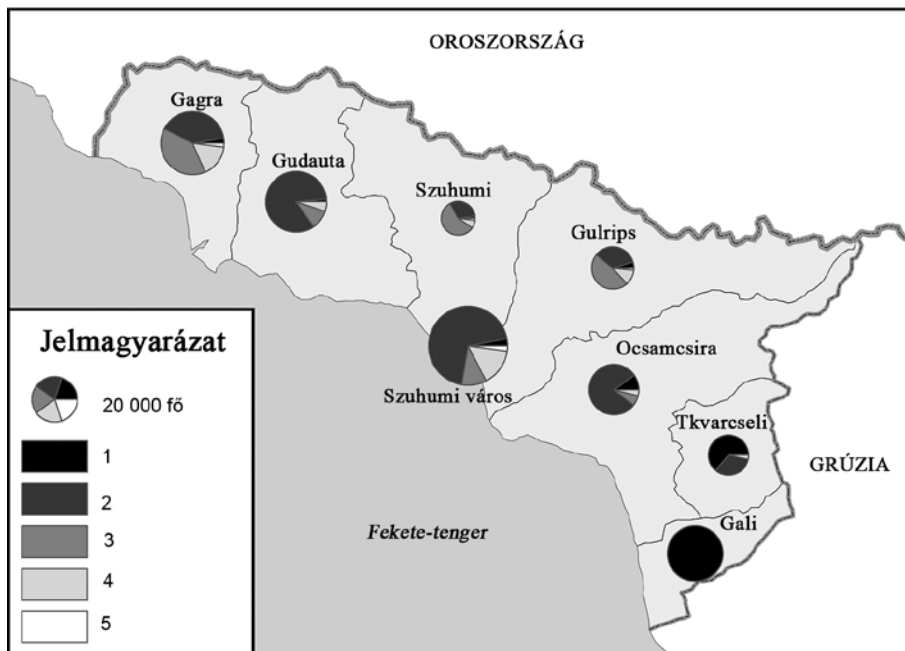 OROSZORSZÁG
Gagra
Gudauta
Szuhumi
Gulrips
Ocsamcsira
Szuhumi város
Tkvarcseli
GRÚZIA
Gali
Fekete-tenger
Jelmagyarázat
20 000 fő
1
2
3
4
5